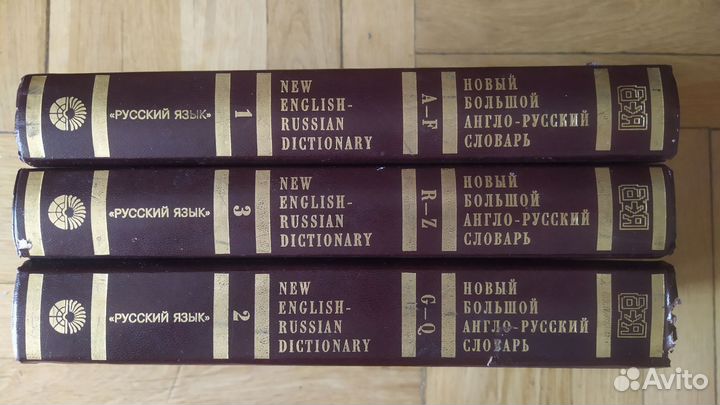 «РУССКИЙ ЯЗЫК»
1
NEW
ENGLISH-
RUSSIAN
DICTIONARY
A–F
НОВЫЙ
БОЛЬШОЙ
АНГЛО-РУССКИЙ
СЛОВАРЬ
«РУССКИЙ ЯЗЫК»
3
NEW
ENGLISH-
RUSSIAN
DICTIONARY
R–Z
НОВЫЙ
БОЛЬШОЙ
АНГЛО-РУССКИЙ
СЛОВАРЬ
«РУССКИЙ ЯЗЫК»
2
NEW
ENGLISH-
RUSSIAN
DICTIONARY
G–Q
НОВЫЙ
БОЛЬШОЙ
АНГЛО-РУССКИЙ
СЛОВАРЬ
Avito